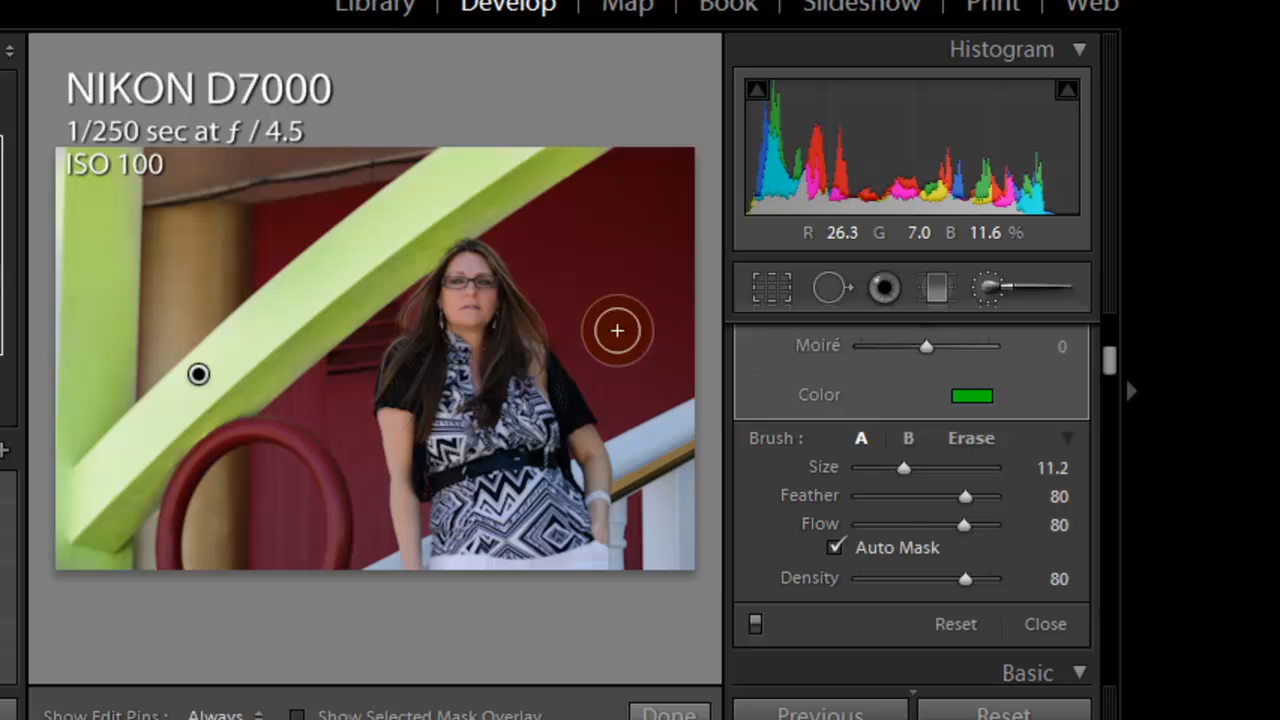 Library | Develop | Map | Book | Slideshow | Print | Web
Histogram
NIKON D7000
1/250 sec at ƒ / 4.5
ISO 100
R 26.3 G 7.0 B 11.6 %
Moiré 0
Color
Brush : A B Erase
Size 11.2
Feather 80
Flow 80
Auto Mask
Density 80
Reset Close
Basic
Show Edit Pins : Always Show Selected Mask Overlay Done
Previous Reset